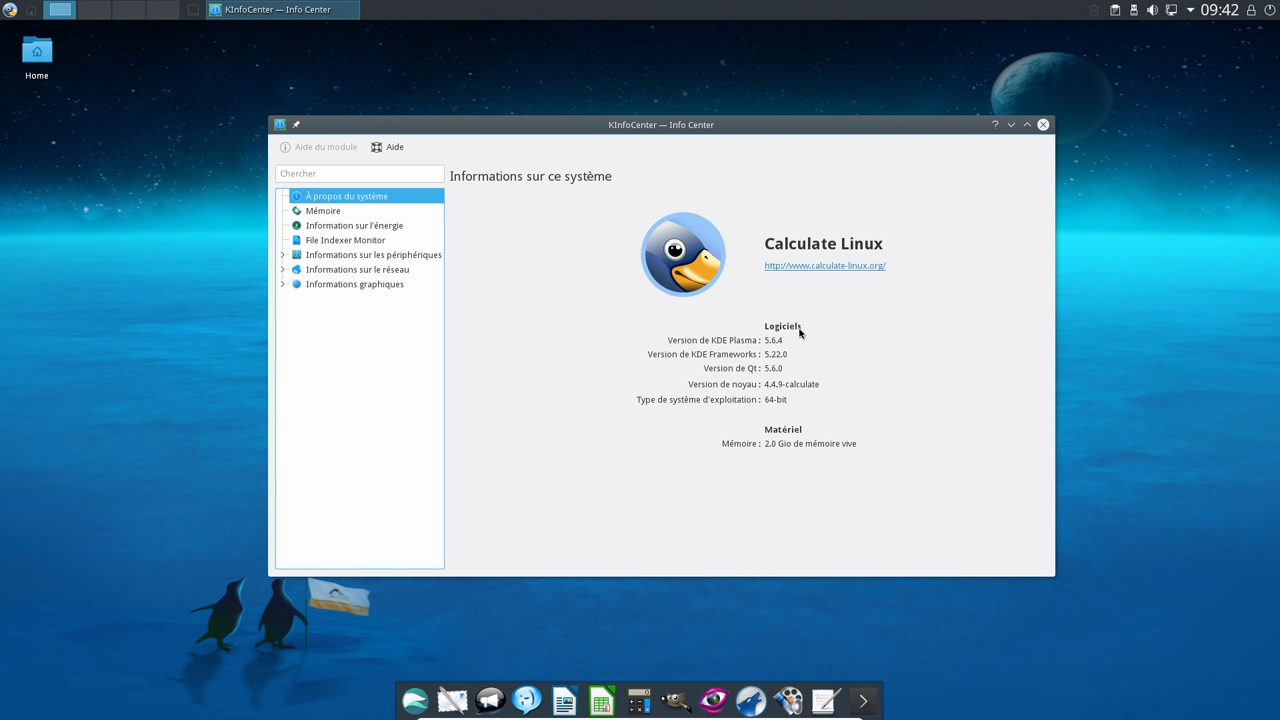 KInfoCenter — Info Center
09:42
Home
KInfoCenter — Info Center
Aide du module
Aide
Chercher
À propos du système
Mémoire
Information sur l'énergie
File Indexer Monitor
Informations sur les périphériques
Informations sur le réseau
Informations graphiques
Informations sur ce système
Calculate Linux
http://www.calculate-linux.org/
Logiciels
Version de KDE Plasma : 5.6.4
Version de KDE Frameworks : 5.22.0
Version de Qt : 5.6.0
Version de noyau : 4.4.9-calculate
Type de système d'exploitation : 64-bit
Matériel
Mémoire : 2.0 Gio de mémoire vive